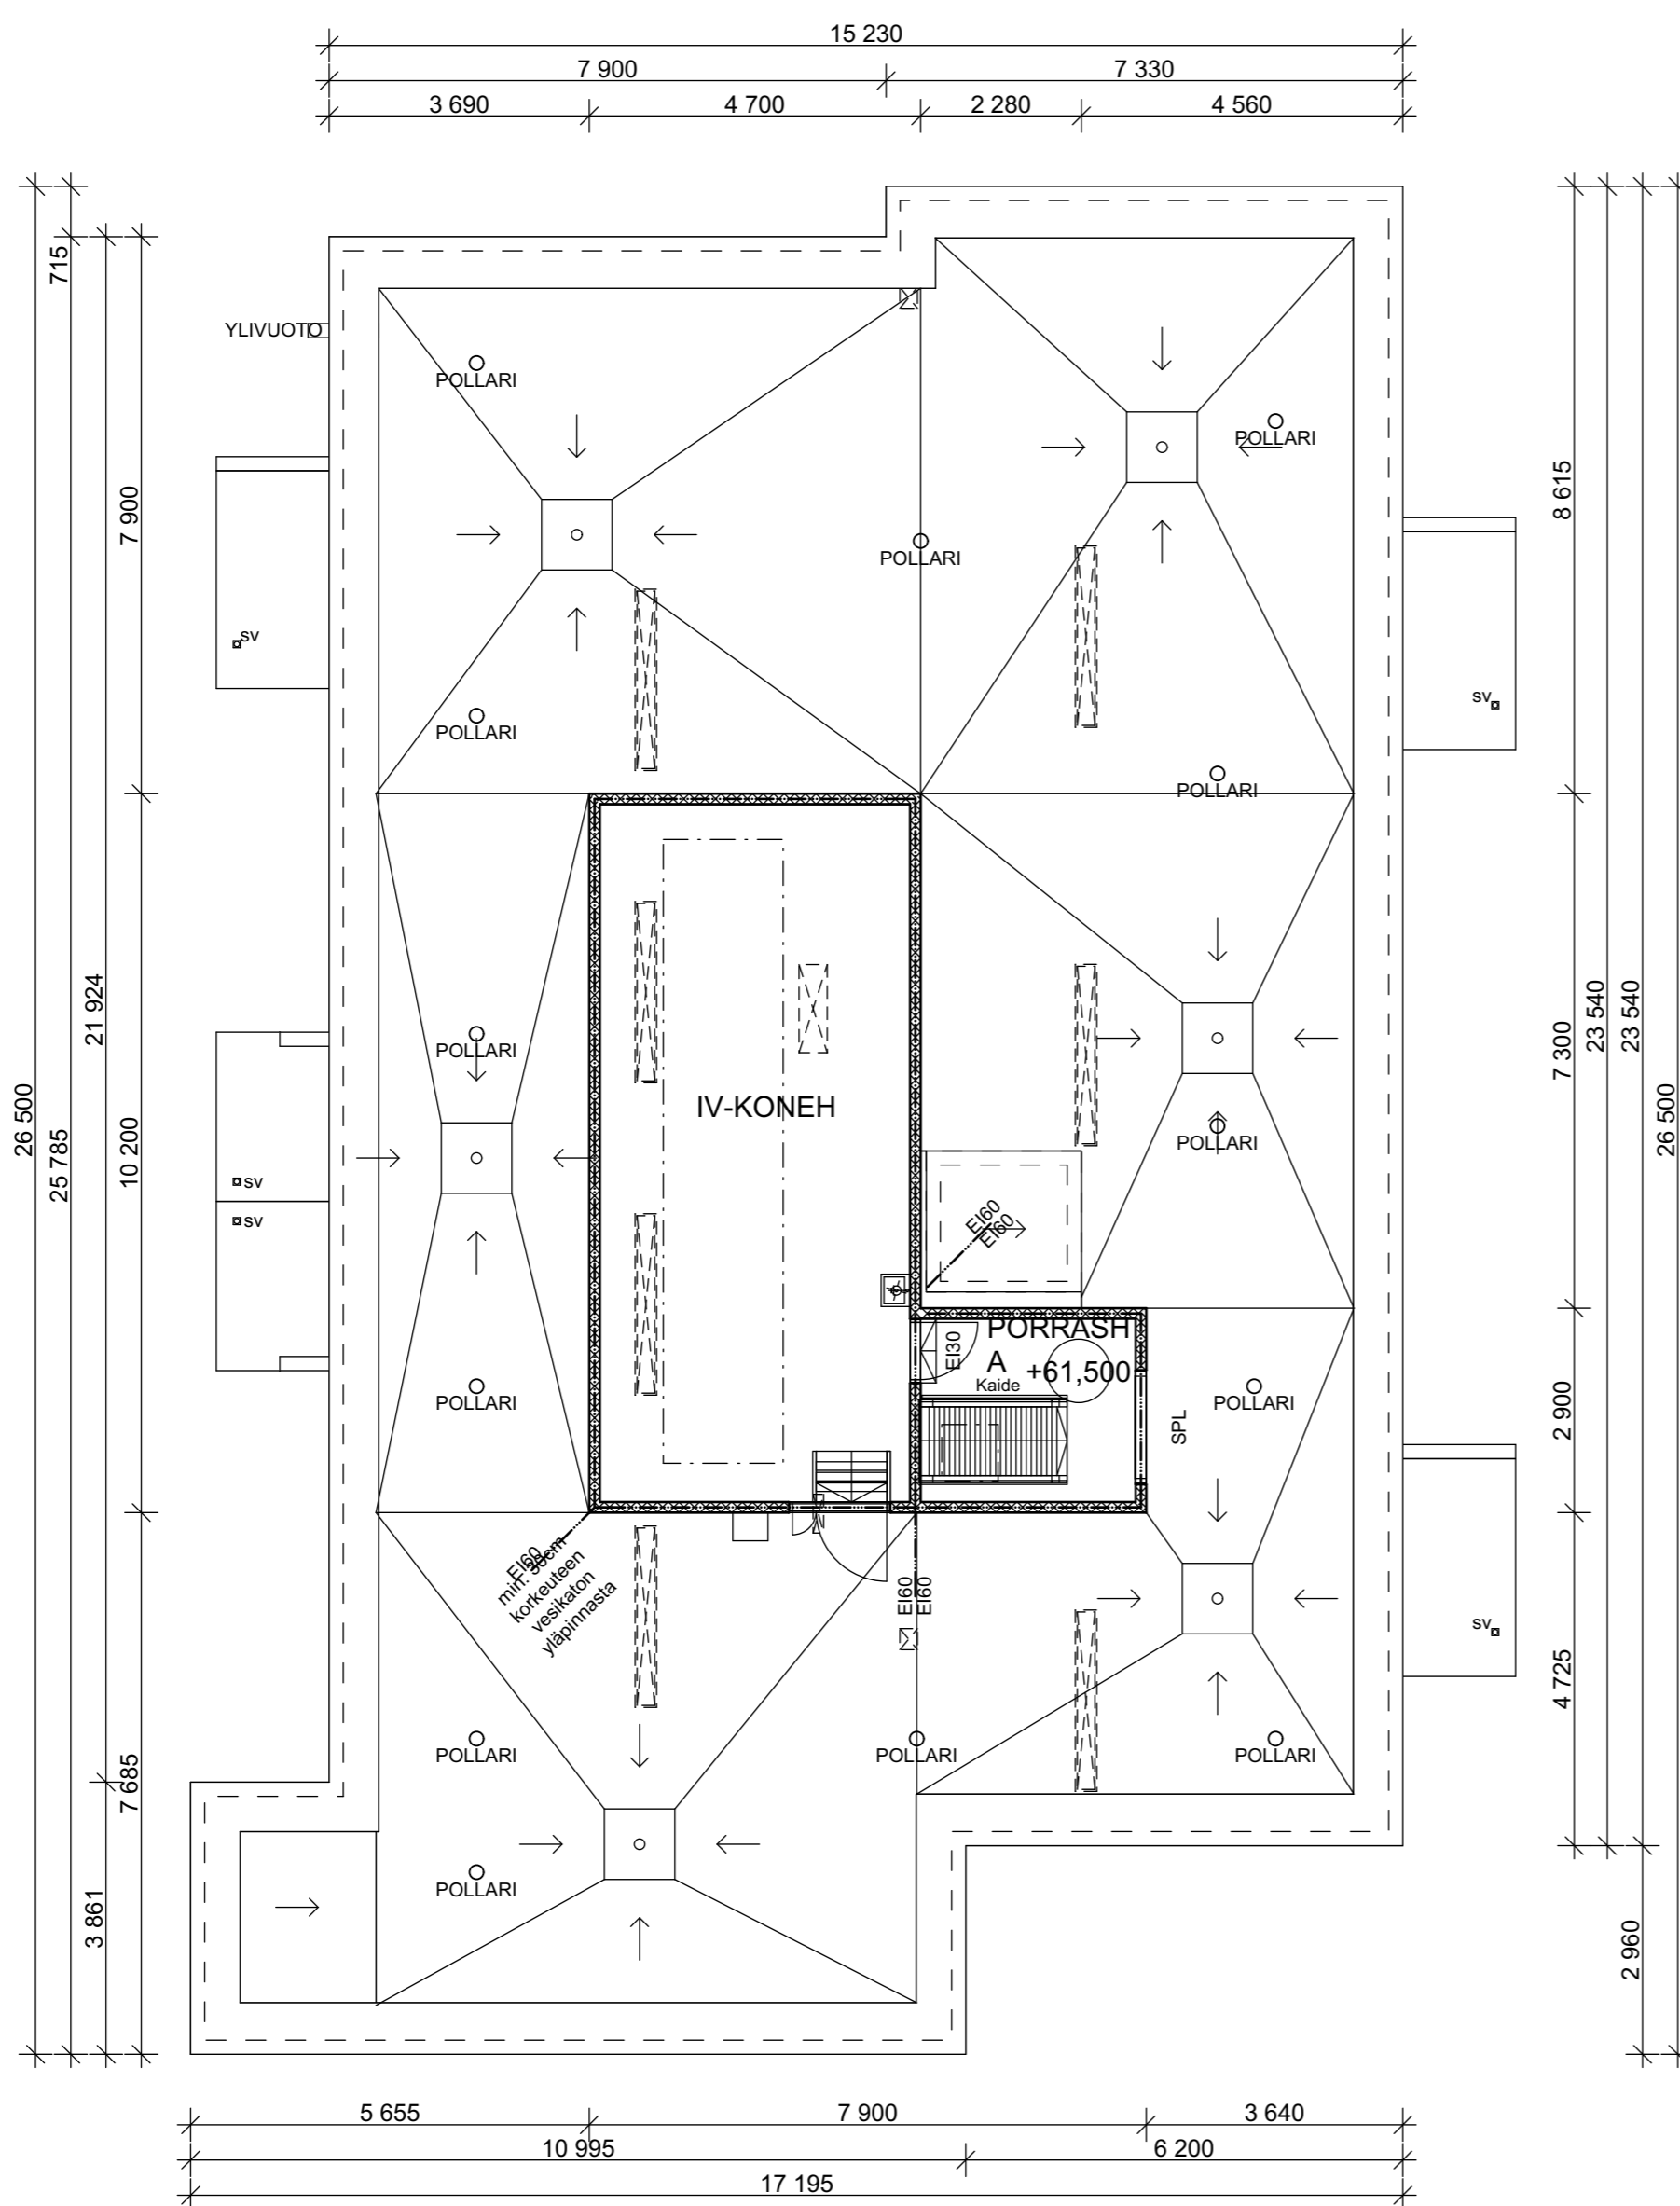 15 230
7 900
7 330
3 690
4 700
2 280
4 560
715
7 900
21 924
26 500
25 785
10 200
7 685
3 861
8 615
7 300
23 540
23 540
26 500
2 900
4 725
2 960
YLIVUOTO
POLLARI
POLLARI
POLLARI
POLLARI
POLLARI
sv
sv
POLLARI
IV-KONEH
POLLARI
sv
sv
EI60
EI60
PORRASH
A
+61,500
Kaide
EI30
SPL
POLLARI
POLLARI
EI60
min. 30cm
korkeuteen
vesikaton
yläpinnasta
EI60
EI60
sv
POLLARI
POLLARI
POLLARI
POLLARI
5 655
7 900
3 640
10 995
6 200
17 195